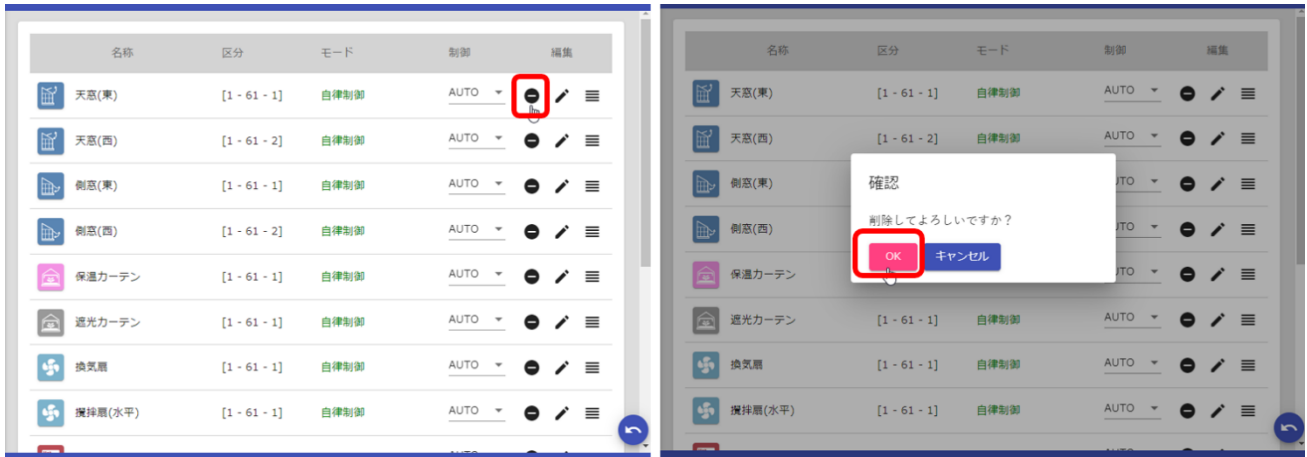 名称 区分 モード 制御 編集
天窓(東) [1 - 61 - 1] 自律制御 AUTO
天窓(西) [1 - 61 - 2] 自律制御 AUTO
側窓(東) [1 - 61 - 1] 自律制御 AUTO
側窓(西) [1 - 61 - 2] 自律制御 AUTO
保温カーテン [1 - 61 - 1] 自律制御 AUTO
遮光カーテン [1 - 61 - 1] 自律制御 AUTO
換気扇 [1 - 61 - 1] 自律制御 AUTO
攪拌扇(水平) [1 - 61 - 1] 自律制御 AUTO
名称 区分 モード 制御 編集
天窓(東) [1 - 61 - 1] 自律制御 AUTO
天窓(西) [1 - 61 - 2] 自律制御 AUTO
側窓(東)
側窓(西)
確認
削除してよろしいですか？
OK キャンセル
保温カーテン
遮光カーテン [1 - 61 - 1] 自律制御 AUTO
換気扇 [1 - 61 - 1] 自律制御 AUTO
攪拌扇(水平) [1 - 61 - 1] 自律制御 AUTO